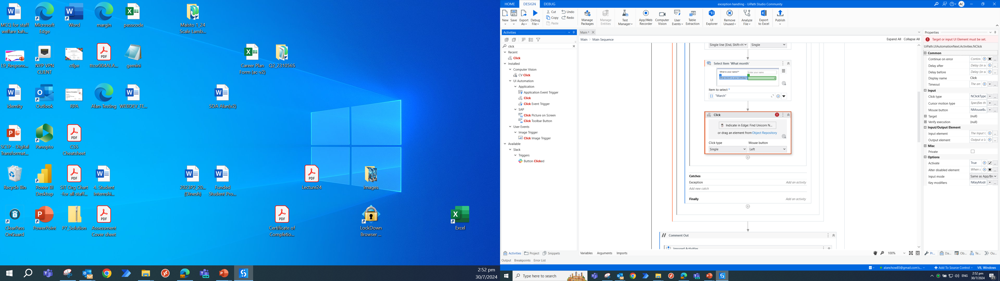 MCQ for staff
welfare kah...
Microsoft
Edge
Word
margin
passcode
Maisto 1_24
Scale Lamb...
L9_Respons...
NYP VPN
CLIENT
ctlpe
ttcsr004ALA...
gemini
Career Plan
Form (ac-v2)
Q2_231056S
idemity
Outlook
RPA
Alan-Testing
WEBDEV_TE...
SDA Alan(v2)
SCTP - Digital
Transformat...
Panopto
CSS
Cheatsheet
Recycle Bin
Power BI
Desktop
SIT Org Chart
-for all staff...
4. Student
Internshi...
2023P2_20...
(Dinesh)
Funded
Student Pro...
Lecture24
images
ClearPass
OnGuard
PowerPoint
P7_Solution
Assessment
Cover sheet
Certificate of
Completio...
LockDown
Browser ...
Excel
2:52 pm
30/7/2024
HOME DESIGN DEBUG
exception handling - UiPath Studio Community
AC
New Save Export As Debug File
Cut Copy Paste Undo Redo
Manage Packages
Manage Entities
Test Manager
App/Web Recorder
Computer Vision
User Events
Table Extraction
UI Explorer
Remove Unused
Analyze File
Export to Excel
Publish
Activities
click
Recent
Click
Installed
Computer Vision
CV Click
UI Automation
Application
Application Event Trigger
Click
Click Event Trigger
SAP
Click Picture on Screen
Click Toolbar Button
User Events
Image Trigger
Click Image Trigger
Available
Slack
Triggers
Button Clicked
Activities Project Snippets
Output Breakpoints Error List
Main *
Main > Main Sequence
Expand All Collapse All
Single line [End, Shift+H Single
Select Item 'What month'
What is your name?* Enter your name
What month is your birthday?
Item to select *
"March"
Click
Indicate in Edge: Find Unicorn N...
or drag an element from Object Repository
Click type Mouse button
Single Left
Catches
Exception Add an activity
Add new catch
Finally Add an activity
// Comment Out
Ignored Activities
Variables Arguments Imports
100%
Properties
Target or input UI Element must be set.
UiPath.UIAutomationNext.Activities.NClick
Common
Continue on error Contini
Delay after Delay (in s
Delay before Delay (in s
Display name Click
Timeout The am
Input
Click type NClickType
Cursor motion type Specifies th
Mouse button NMouseBu
Target (null)
Verify execution (null)
Input/Output Element
Input element The Input U
Output element Output a U
Misc
Private
Options
Activate True
Alter disabled element When s
Input mode Same as App/Br
Key modifiers NKeyModi
Pr... Da... Ob... Te... Ou...
alanchow85@gmail.com's...
Add To Source Control
VB, Windows
Type here to search
ENG
2:52 pm
30/7/2024
25